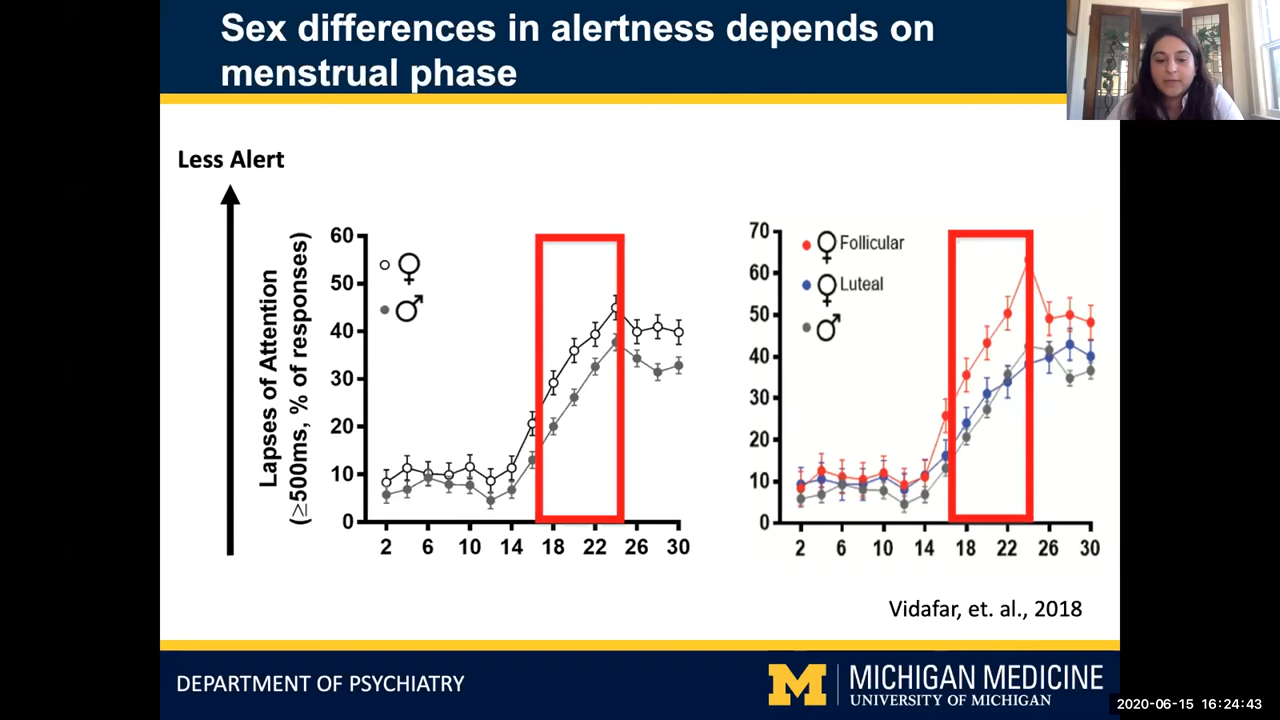 Sex differences in alertness depends on
menstrual phase
Less Alert
Lapses of Attention
(≥500ms, % of responses)
60
50
40
30
20
10
0
♀
♂
2 6 10 14 18 22 26 30
70
60
50
40
30
20
10
0
♀ Follicular
♀ Luteal
♂
2 6 10 14 18 22 26 30
Vidafar, et. al., 2018
DEPARTMENT OF PSYCHIATRY
M
MICHIGAN MEDICINE
UNIVERSITY OF MICHIGAN
2020-06-15 16:24:43